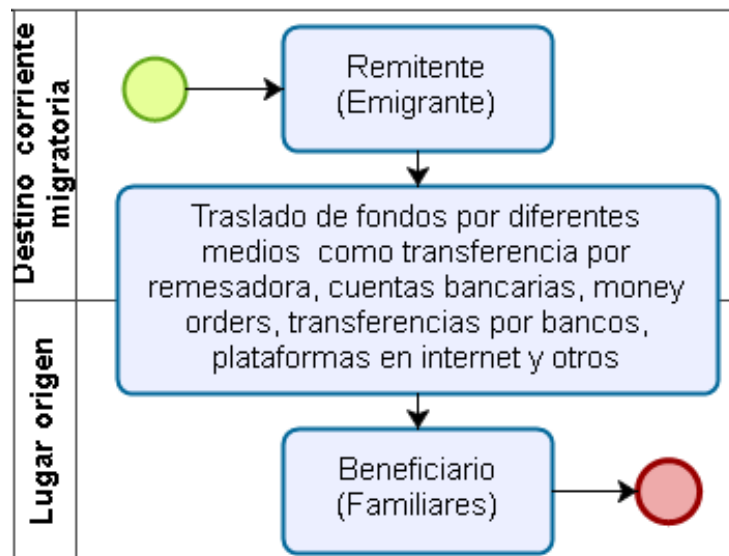 Destino corriente
migratoria
Remitente
(Emigrante)
Traslado de fondos por diferentes
medios como transferencia por
remesadora, cuentas bancarias, money
orders, transferencias por bancos,
plataformas en internet y otros
Lugar origen
Beneficiario
(Familiares)